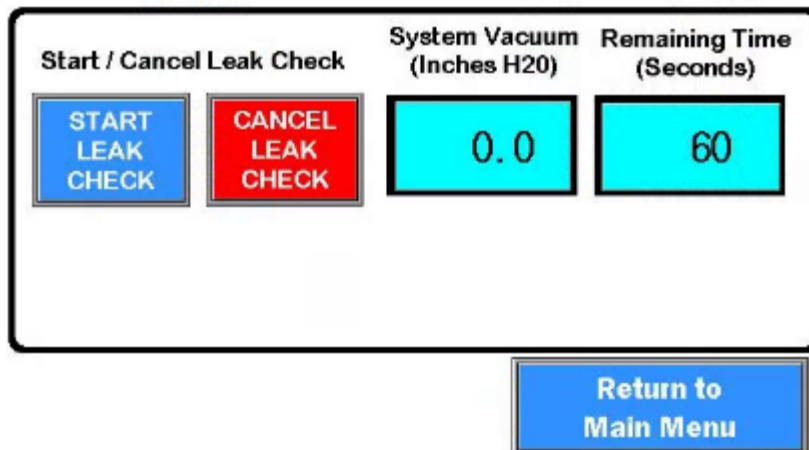 Start / Cancel Leak Check
System Vacuum
(Inches H20)
Remaining Time
(Seconds)
START
LEAK
CHECK
CANCEL
LEAK
CHECK
0.0
60
Return to
Main Menu